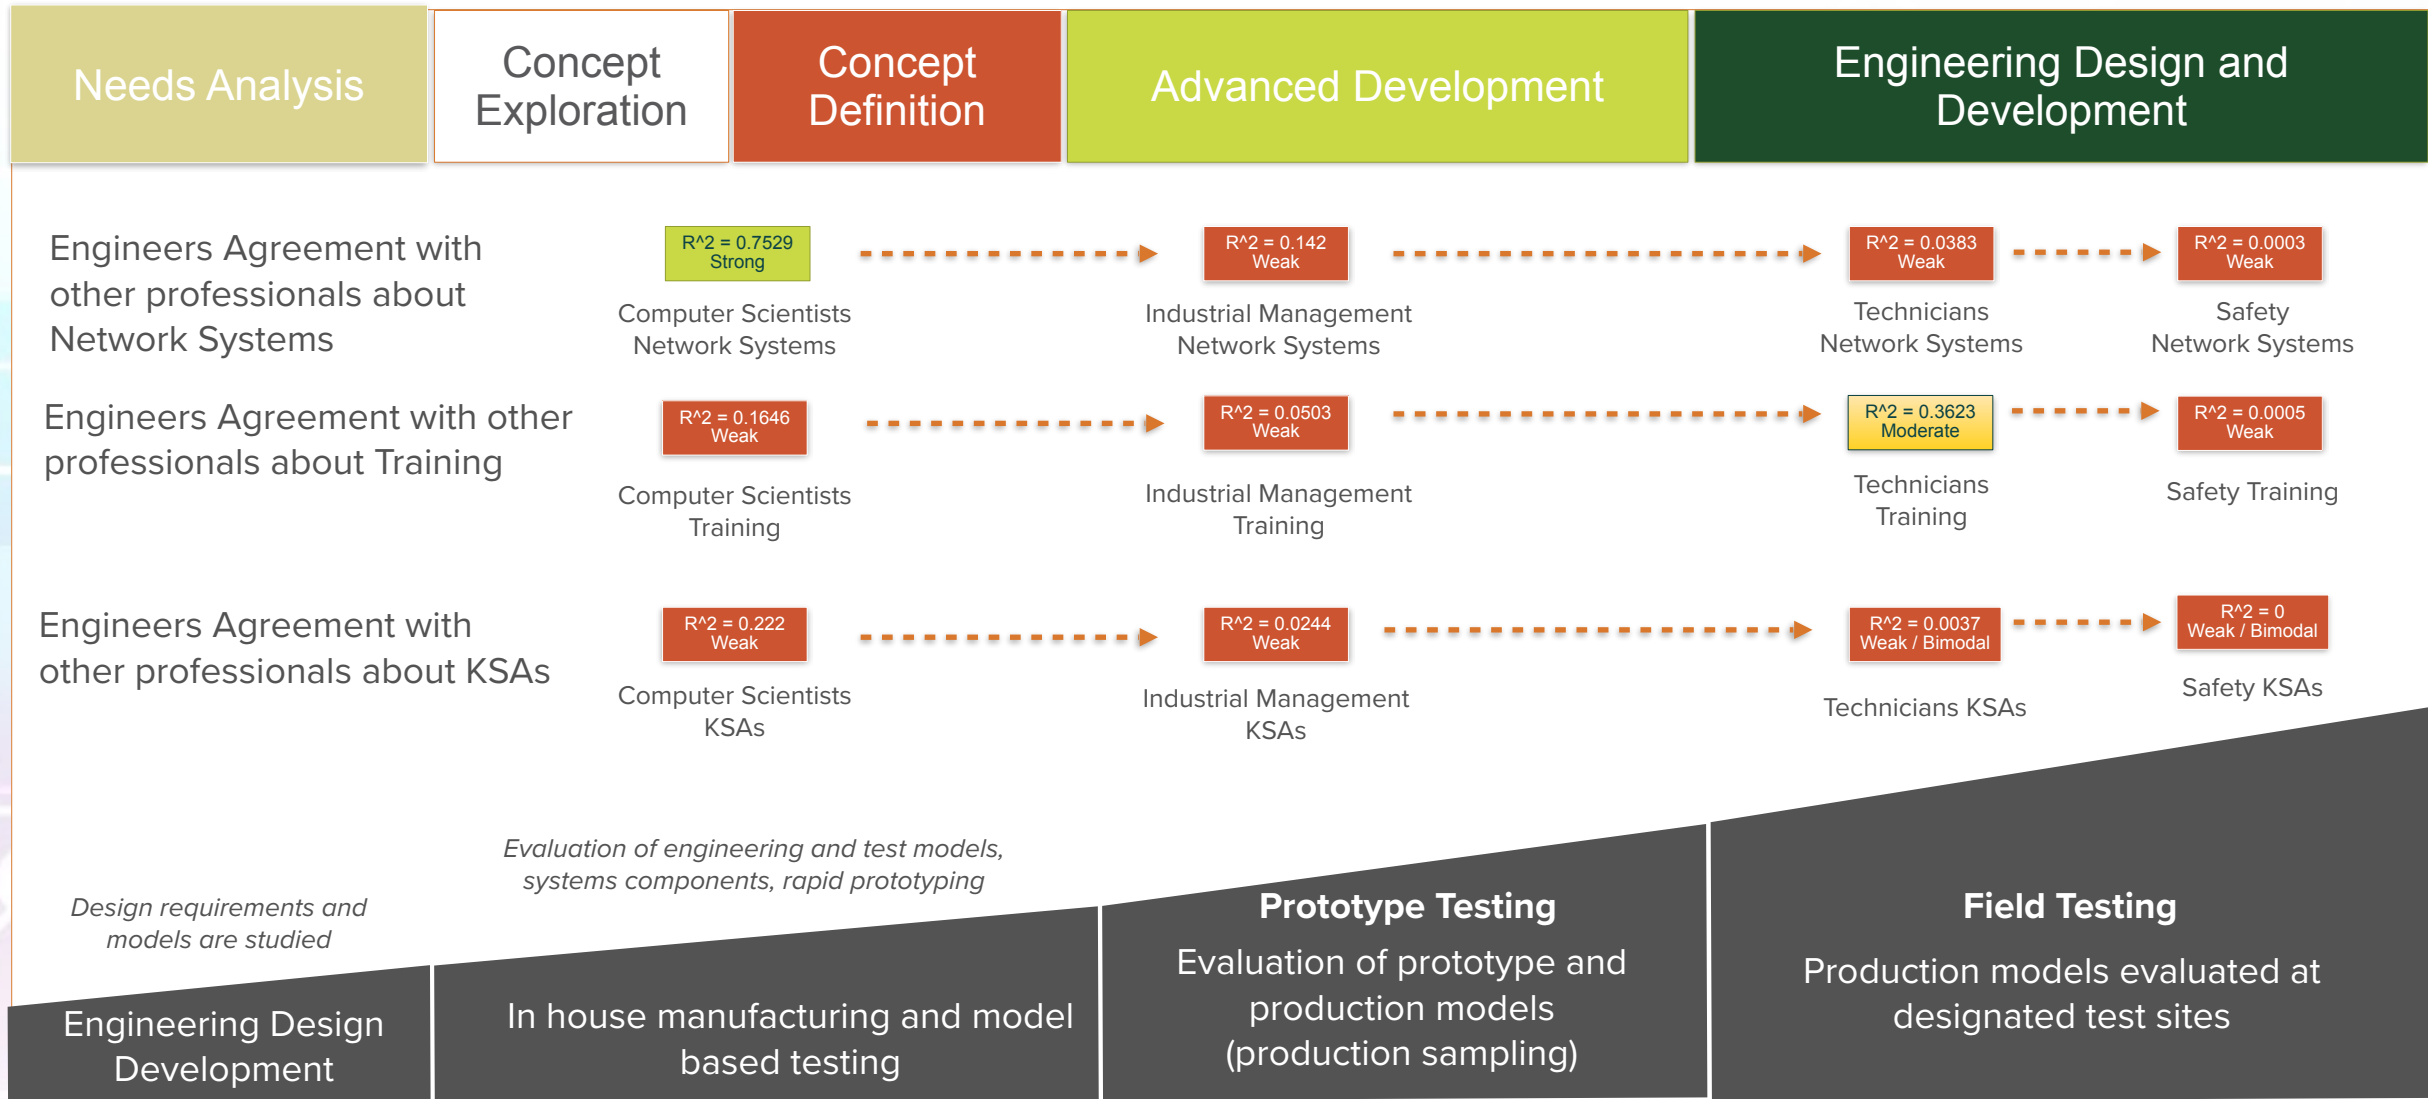 Needs Analysis
Concept
Exploration
Concept
Definition
Advanced Development
Engineering Design and
Development
Engineers Agreement with
other professionals about
Network Systems
R^2 = 0.7529
Strong
Computer Scientists
Network Systems
R^2 = 0.142
Weak
Industrial Management
Network Systems
R^2 = 0.0383
Weak
Technicians
Network Systems
R^2 = 0.0003
Weak
Safety
Network Systems
Engineers Agreement with other
professionals about Training
R^2 = 0.1646
Weak
Computer Scientists
Training
R^2 = 0.0503
Weak
Industrial Management
Training
R^2 = 0.3623
Moderate
Technicians
Training
R^2 = 0.0005
Weak
Safety Training
Engineers Agreement with
other professionals about KSAs
R^2 = 0.222
Weak
Computer Scientists
KSAs
R^2 = 0.0244
Weak
Industrial Management
KSAs
R^2 = 0.0037
Weak / Bimodal
Technicians KSAs
R^2 = 0
Weak / Bimodal
Safety KSAs
Design requirements and
models are studied
Engineering Design
Development
Evaluation of engineering and test models,
systems components, rapid prototyping
In house manufacturing and model
based testing
Prototype Testing
Evaluation of prototype and
production models
(production sampling)
Field Testing
Production models evaluated at
designated test sites